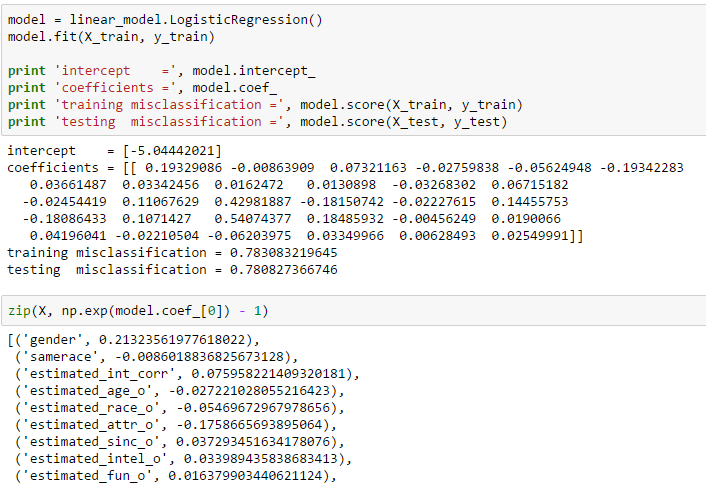 model = linear_model.LogisticRegression()
model.fit(X_train, y_train)
print 'intercept    =', model.intercept_
print 'coefficients =', model.coef_
print 'training misclassification =', model.score(X_train, y_train)
print 'testing  misclassification =', model.score(X_test, y_test)
intercept    = [-5.04442021]
coefficients = [[ 0.19329086 -0.00863909  0.07321163 -0.02759838 -0.05624948 -0.19342283
   0.03661487  0.03342456  0.0162472   0.0130898  -0.03268302  0.06715182
  -0.02454419  0.11067629  0.42981887 -0.18150742 -0.02227615  0.14455753
  -0.18086433  0.1071427   0.54074377  0.18485932 -0.00456249  0.0190066
   0.04196041 -0.02210504 -0.06203975  0.03349966  0.00628493  0.02549991]]
training misclassification = 0.783083219645
testing  misclassification = 0.780827366746
zip(X, np.exp(model.coef_[0]) - 1)
[('gender', 0.21323561977618022),
 ('samerace', -0.0086018836825673128),
 ('estimated_int_corr', 0.075958221409320181),
 ('estimated_age_o', -0.027221028055216423),
 ('estimated_race_o', -0.05469672967978656),
 ('estimated_attr_o', -0.1758665693895064),
 ('estimated_sinc_o', 0.037293451634178076),
 ('estimated_intel_o', 0.033989435838683413),
 ('estimated_fun_o', 0.016379903440621124),